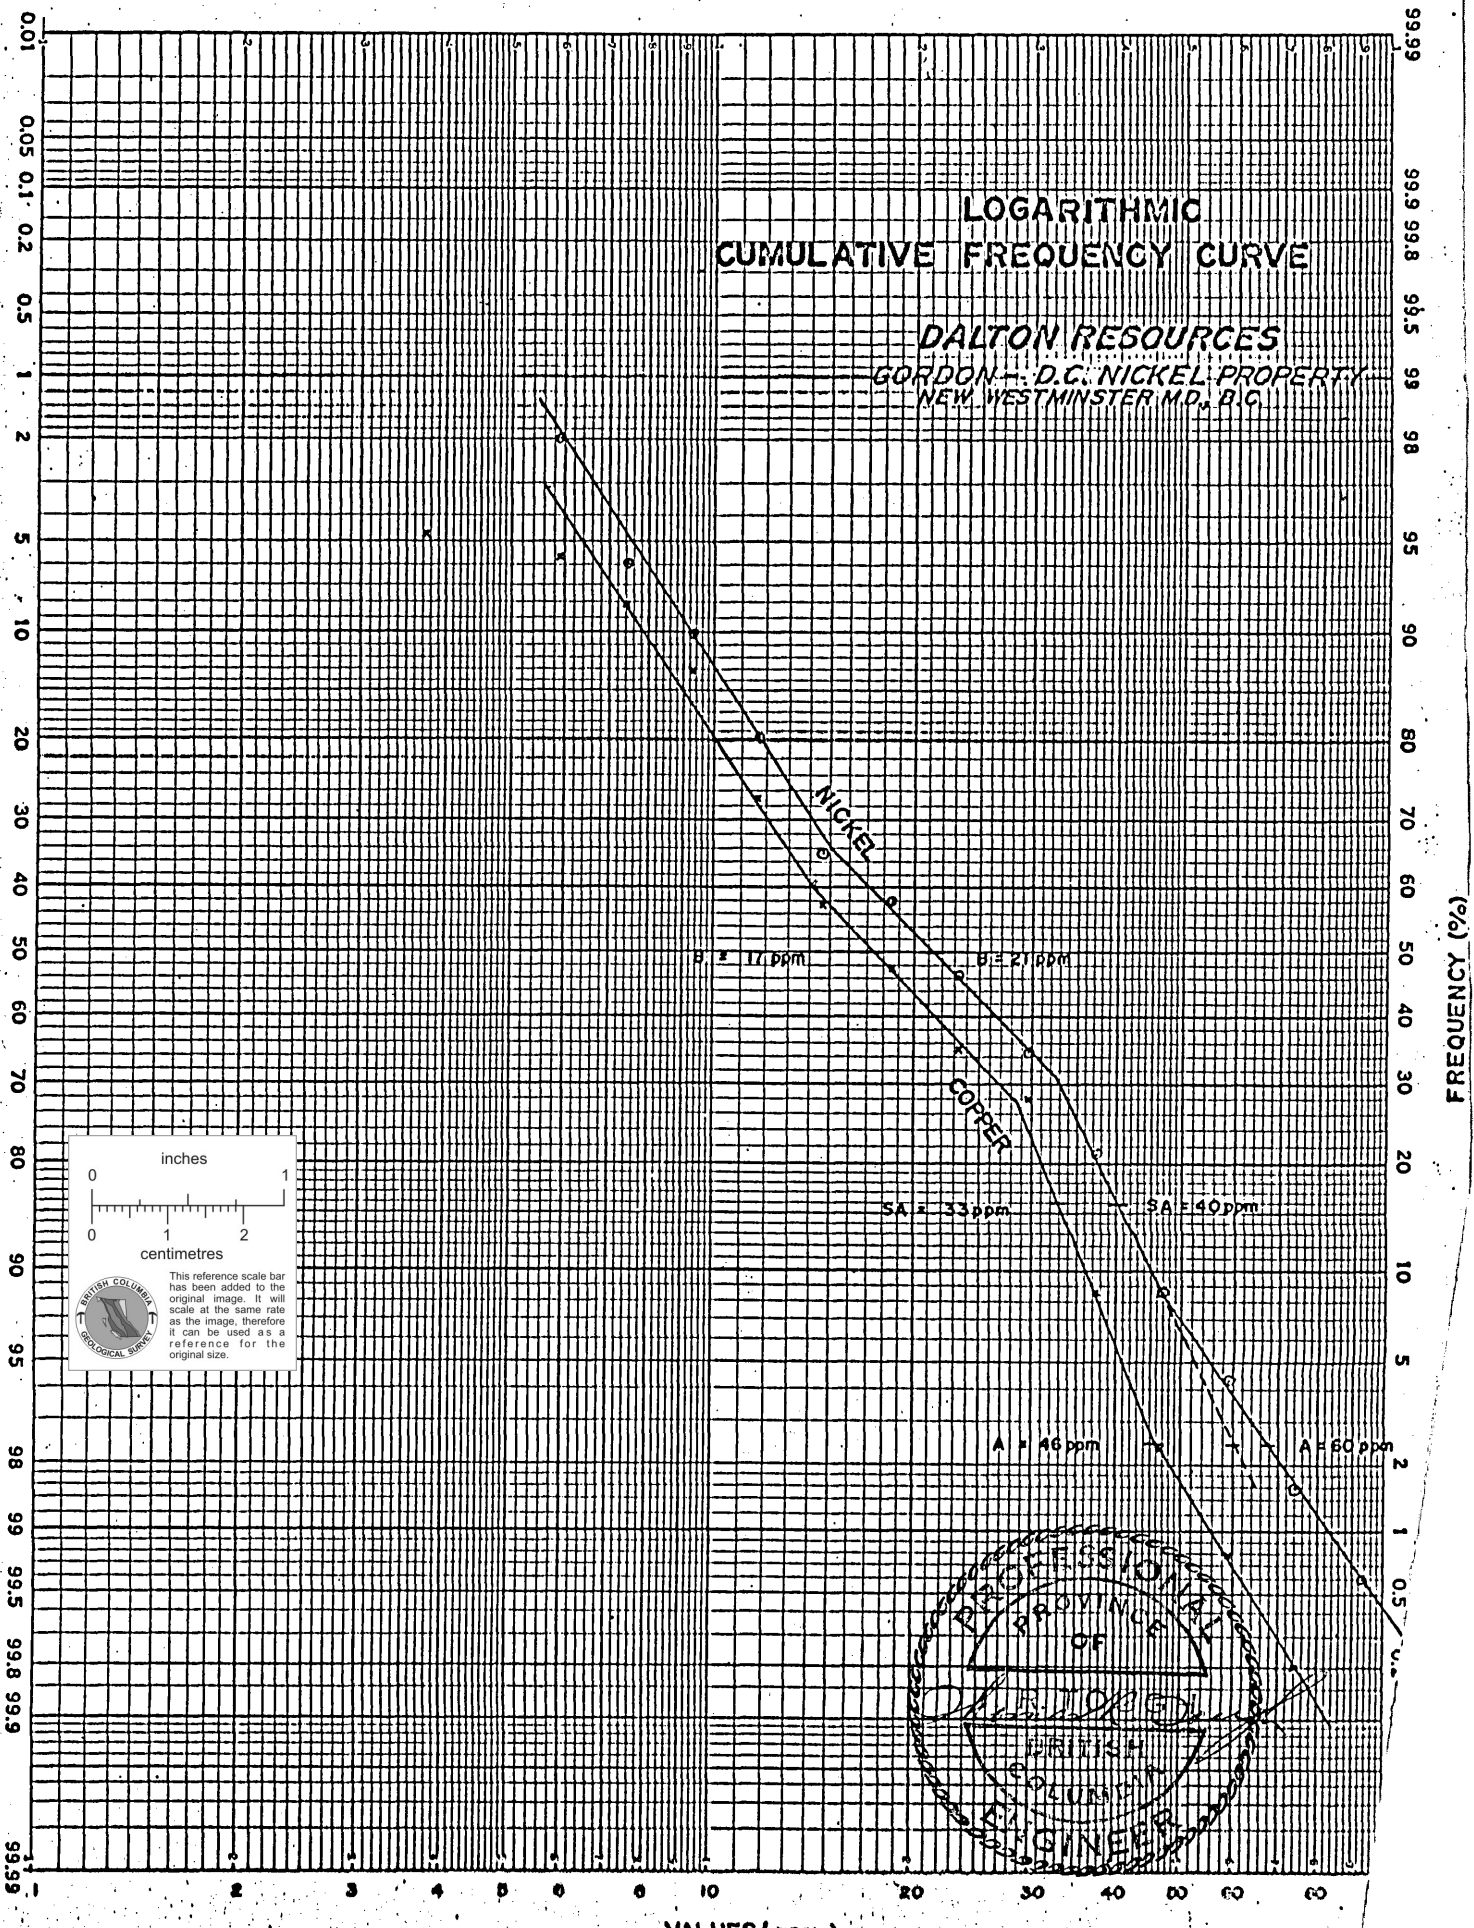 0.01 0.05 0.1 0.2 0.5 1 2 5 10 20 30 40 50 60 70 80 90 95 98 99 99.5 99.8 99.9 99.99
99.99 99.9 99.8 99.5 99 98 95 90 80 70 60 50 40 30 20 10 5 2 1 0.5
FREQUENCY (%)
LOGARITHMIC
CUMULATIVE FREQUENCY CURVE
DALTON RESOURCES
GORDON - D.C. NICKEL PROPERTY
NEW WESTMINSTER M.D., B.C.
NICKEL
B = 17 ppm
B = 21 ppm
COPPER
SA = 33 ppm
SA = 40 ppm
A = 46 ppm
A = 60 ppm
inches
0 1
0 1 2
centimetres
BRITISH COLUMBIA
GEOLOGICAL SURVEY
This reference scale bar
has been added to the
original image. It will
scale at the same rate
as the image, therefore
it can be used as a
reference for the
original size.
PROFESSIONAL
PROVINCE
OF
BRITISH
COLUMBIA
ENGINEER
1 2 3 4 5 6 7 8 9 10 20 30 40 50 60 80